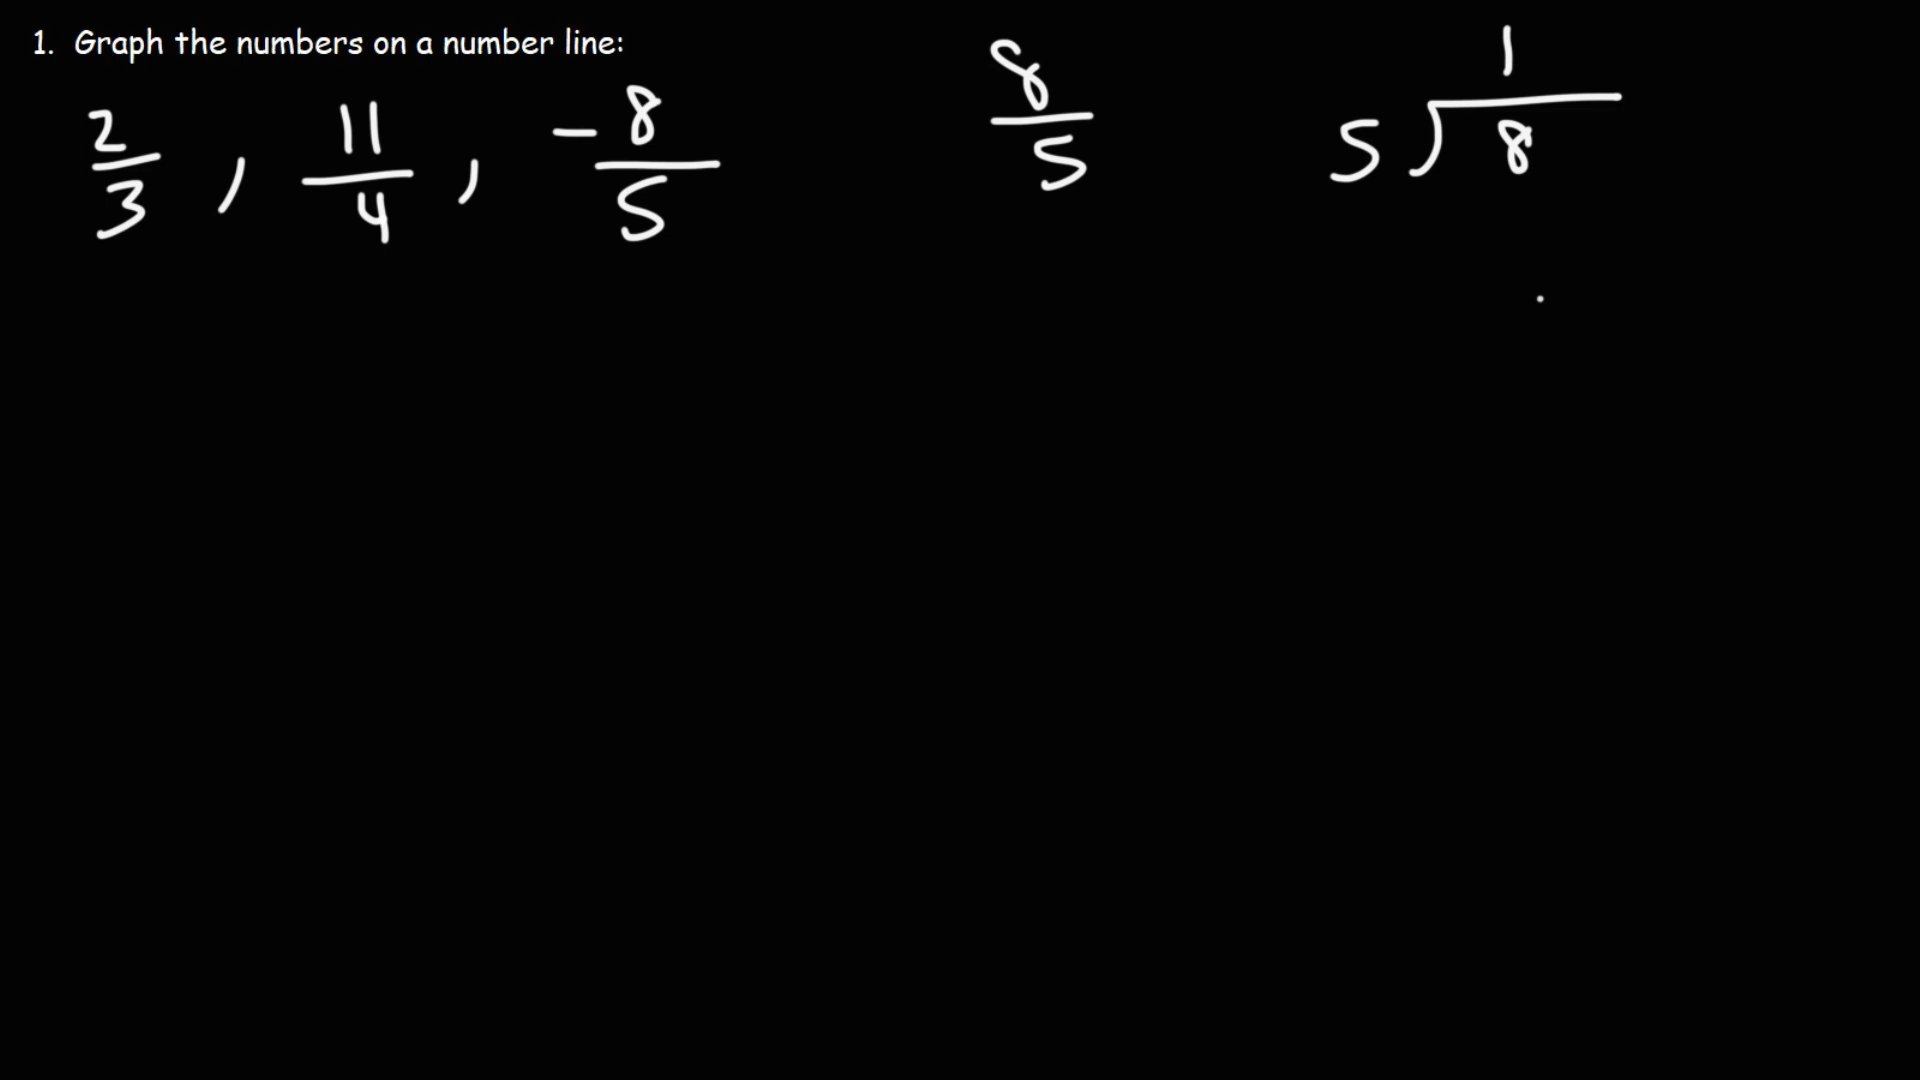 1. Graph the numbers on a number line:
2/3 , 11/4 , -8/5
8/5
1
5)8